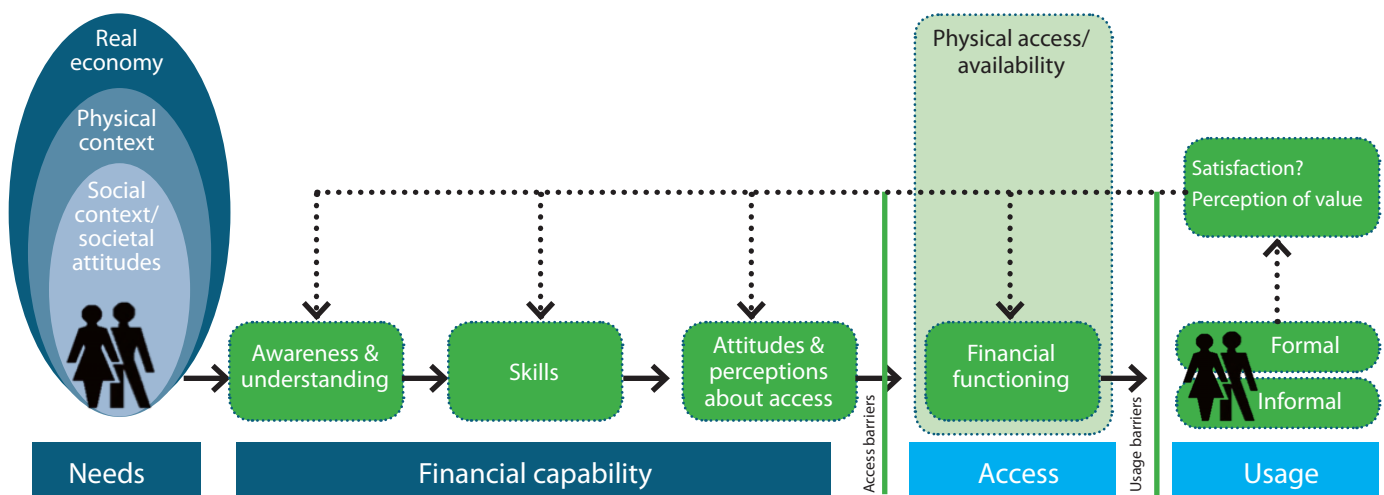 Real
economy
Physical
context
Social
context/
societal
attitudes
Physical access/
availability
Satisfaction?
Perception of value
Awareness &
understanding
Skills
Attitudes &
perceptions
about access
Access barriers
Financial
functioning
Usage barriers
Formal
Informal
Needs
Financial capability
Access
Usage